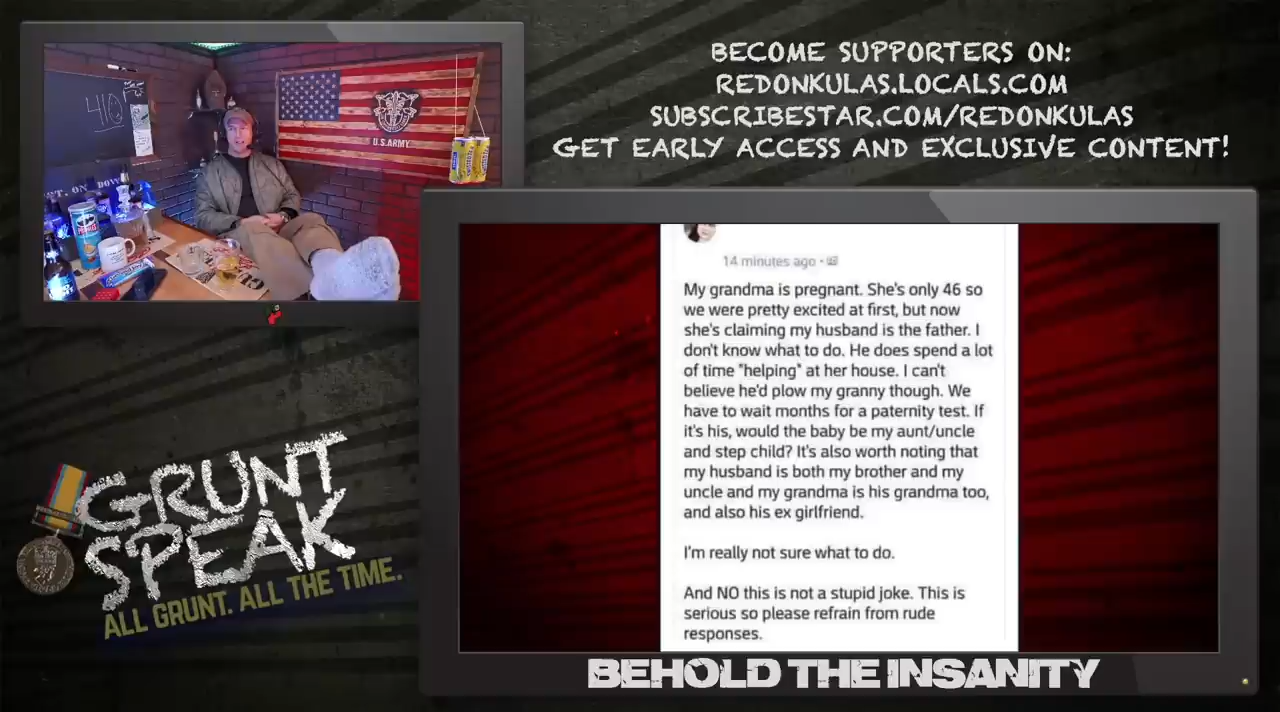 BECOME SUPPORTERS ON:
REDONKULAS.LOCALS.COM
SUBSCRIBESTAR.COM/REDONKULAS
GET EARLY ACCESS AND EXCLUSIVE CONTENT!
410
U.S.ARMY
14 minutes ago
My grandma is pregnant. She's only 46 so
we were pretty excited at first, but now
she's claiming my husband is the father. I
don't know what to do. He does spend a lot
of time "helping" at her house. I can't
believe he'd plow my granny though. We
have to wait months for a paternity test. If
it's his, would the baby be my aunt/uncle
and step child? It's also worth noting that
my husband is both my brother and my
uncle and my grandma is his grandma too,
and also his ex girlfriend.
I'm really not sure what to do.
And NO this is not a stupid joke. This is
serious so please refrain from rude
responses.
GRUNT
SPEAK
ALL GRUNT. ALL THE TIME.
BEHOLD THE INSANITY